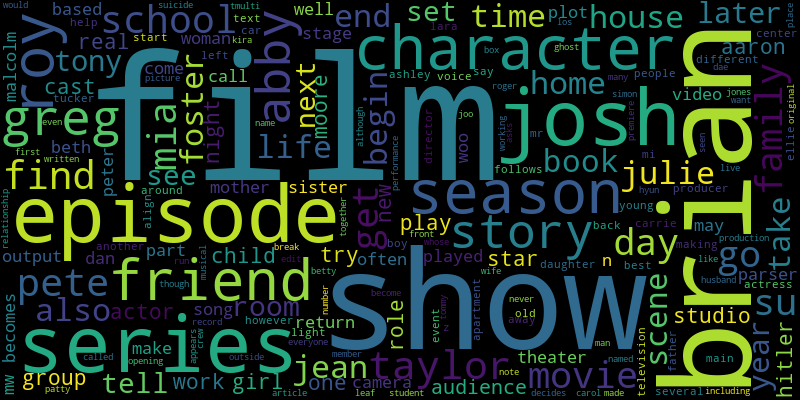 film
show
brian
episode
series
character
josh
friend
season
story
greg
roy
abby
school
tony
foster
mia
find
pete
taylor
jean
movie
julie
family
house
home
book
time
later
end
set
day
go
su
take
year
hitler
scene
studio
star
play
get
new
begin
life
next
moore
night
see
also
actor
room
song
child
mother
sister
try
often
played
role
return
tell
work
girl
one
camera
audience
theater
group
mw
becomes
output
dan
part
make
another
however
light
event
boy
align
around
peter
beth
cast
real
based
malcolm
tucker
help
text
woman
well
stage
call
come
car
left
start
suicide
tmulti
kira
picture
name
even
first
written
relationship
plot
aaron
video
people
different
center
place
would
los
lara
box
ghost
ashley
voice
say
roger
many
simon
dae
want
jones
original
ellie
live
seen
premiere
director
although
performance
joo
woo
working
asks
mr
follows
mi
hyun
producer
young
carrie
may
making
back
like
production
parser
actress
husband
best
daughter
n
wife
front
whose
together
break
edit
betty
become
apartment
never
old
away
man
named
television
father
main
several
including
decides
carol
made
note
member
everyone
number
student
leaf
article
outside
crew
appears
musical
record
run
though
opening
called
patty
tommy